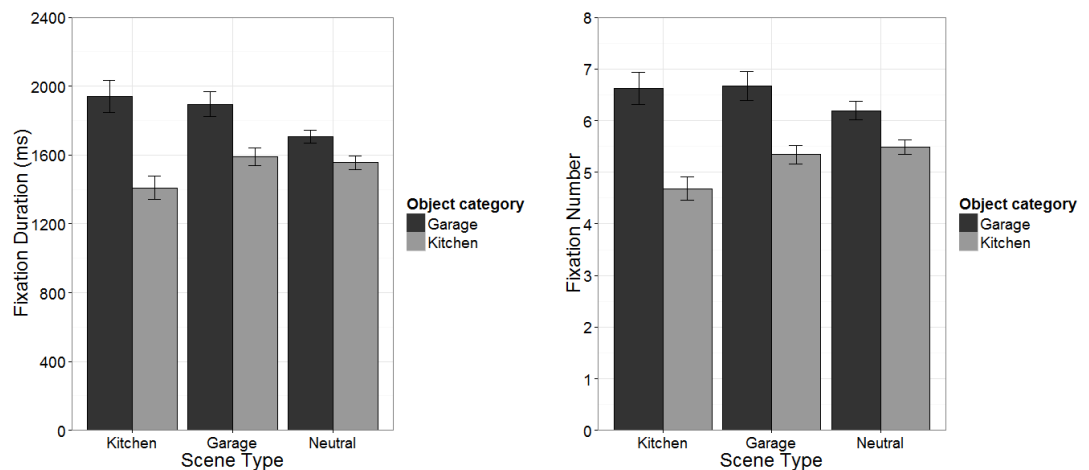 Fixation Duration (ms)
2400
2000
1600
1200
800
400
0
Kitchen Garage Neutral
Scene Type
Object category
Garage
Kitchen
Fixation Number
8
7
6
5
4
3
2
1
0
Kitchen Garage Neutral
Scene Type
Object category
Garage
Kitchen